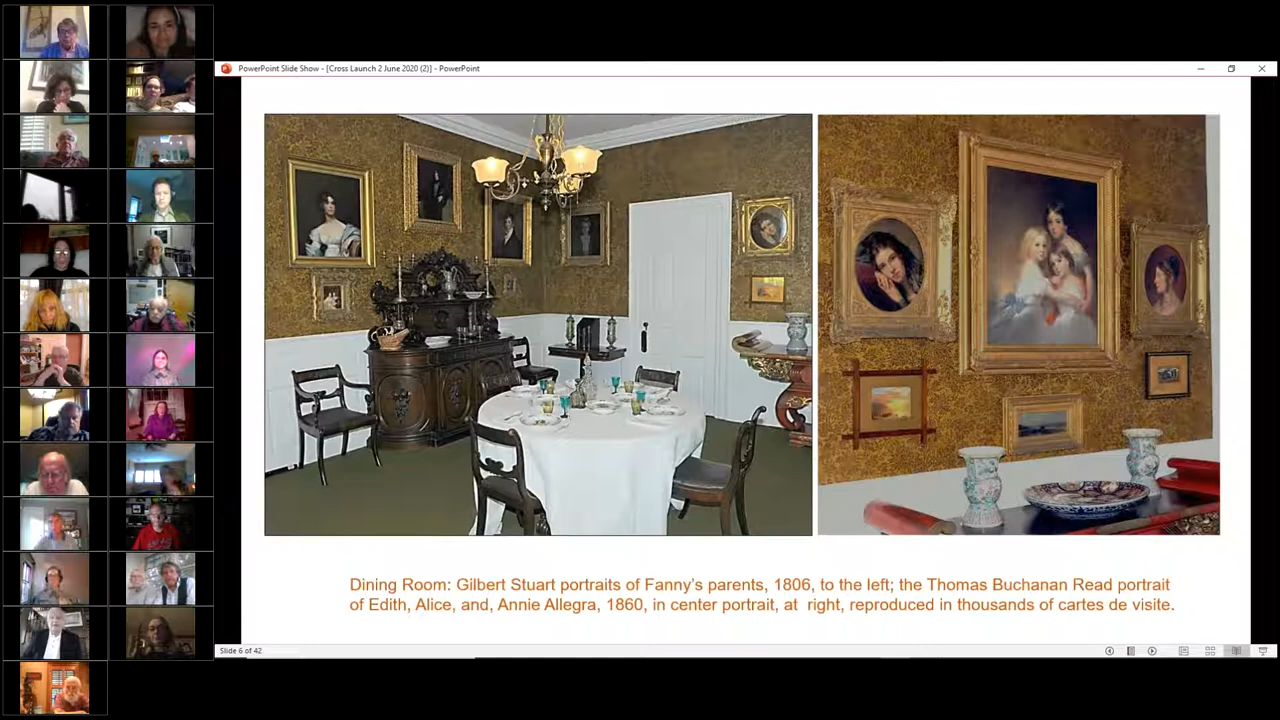 PowerPoint Slide Show - [Cross Launch 2 June 2020 (2)] - PowerPoint
Dining Room: Gilbert Stuart portraits of Fanny's parents, 1806, to the left; the Thomas Buchanan Read portrait
of Edith, Alice, and, Annie Allegra, 1860, in center portrait, at right, reproduced in thousands of cartes de visite.
Slide 6 of 42